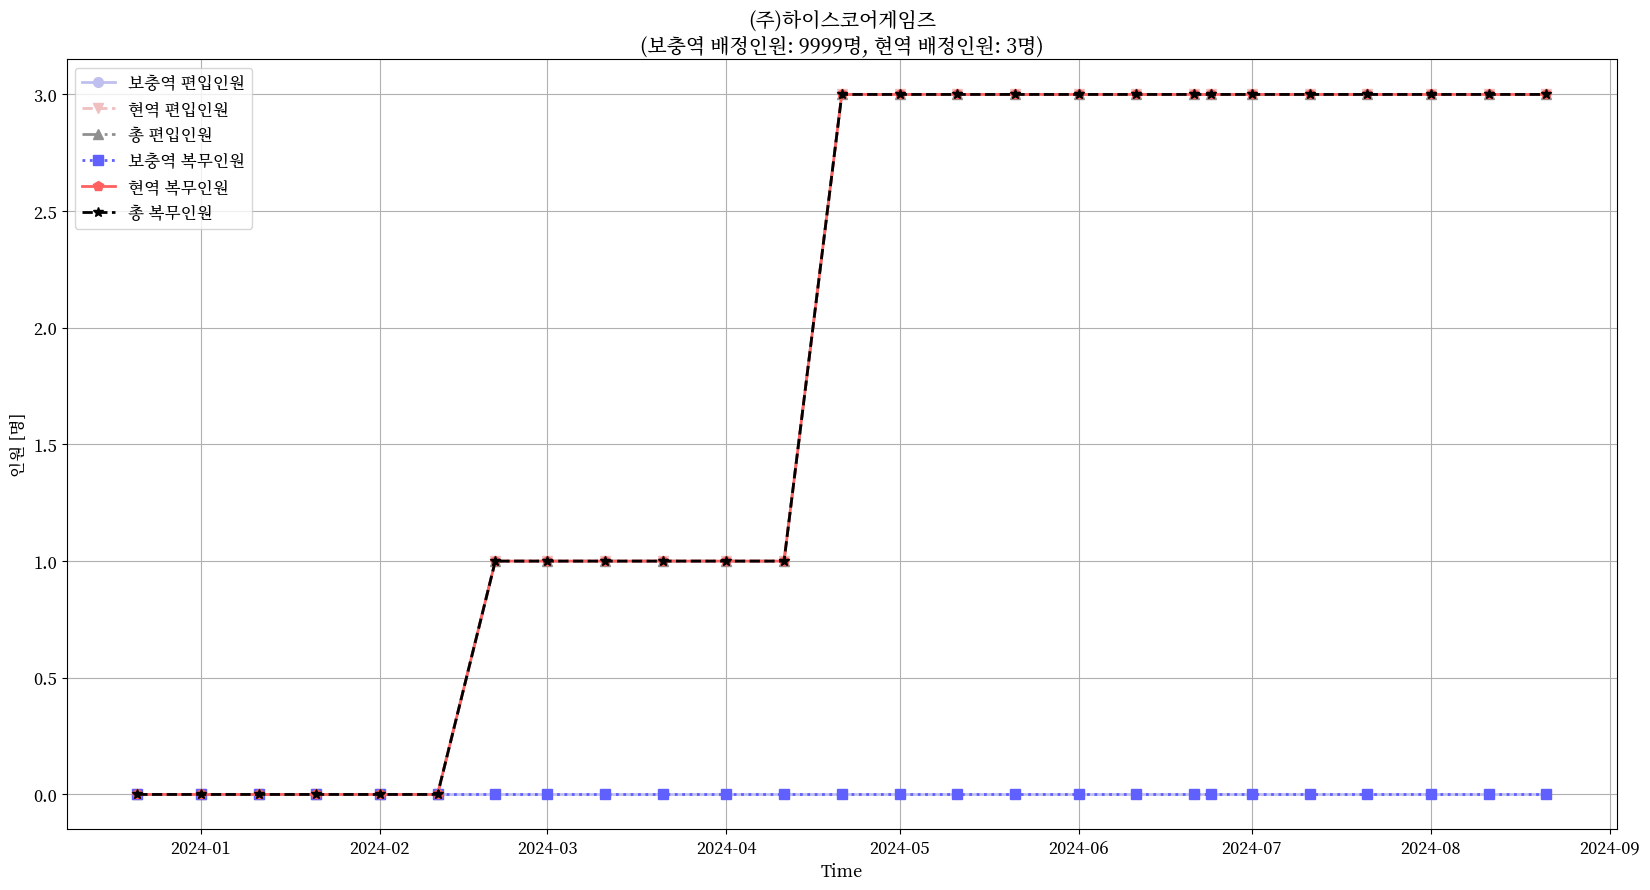 (주)하이스코어게임즈
(보충역 배정인원: 9999명, 현역 배정인원: 3명)
보충역 편입인원
현역 편입인원
총 편입인원
보충역 복무인원
현역 복무인원
총 복무인원
3.0
2.5
2.0
1.5
1.0
0.5
0.0
인원 [명]
2024-01
2024-02
2024-03
2024-04
2024-05
2024-06
2024-07
2024-08
2024-09
Time